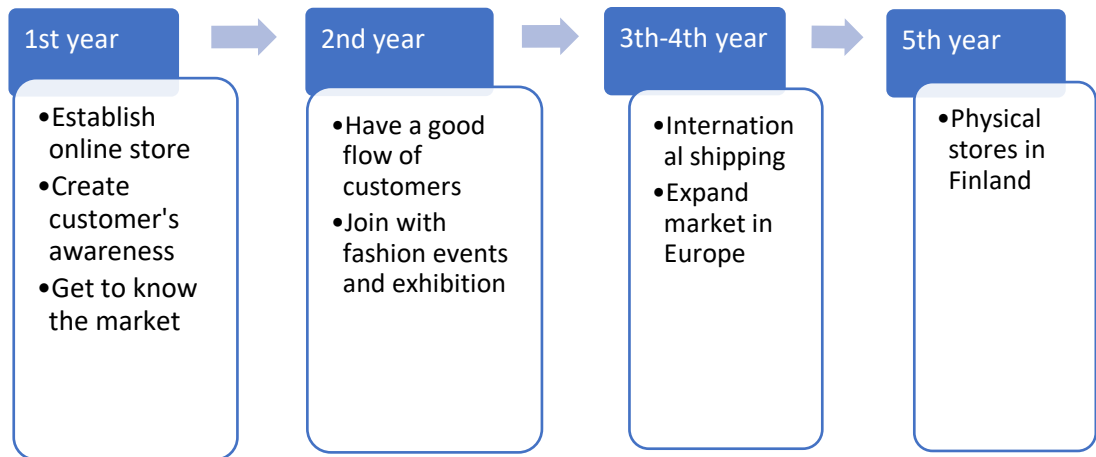 1st year
•Establish
online store
•Create
customer's
awareness
•Get to know
the market
2nd year
•Have a good
flow of
customers
•Join with
fashion events
and exhibition
3th-4th year
•Internation
al shipping
•Expand
market in
Europe
5th year
•Physical
stores in
Finland